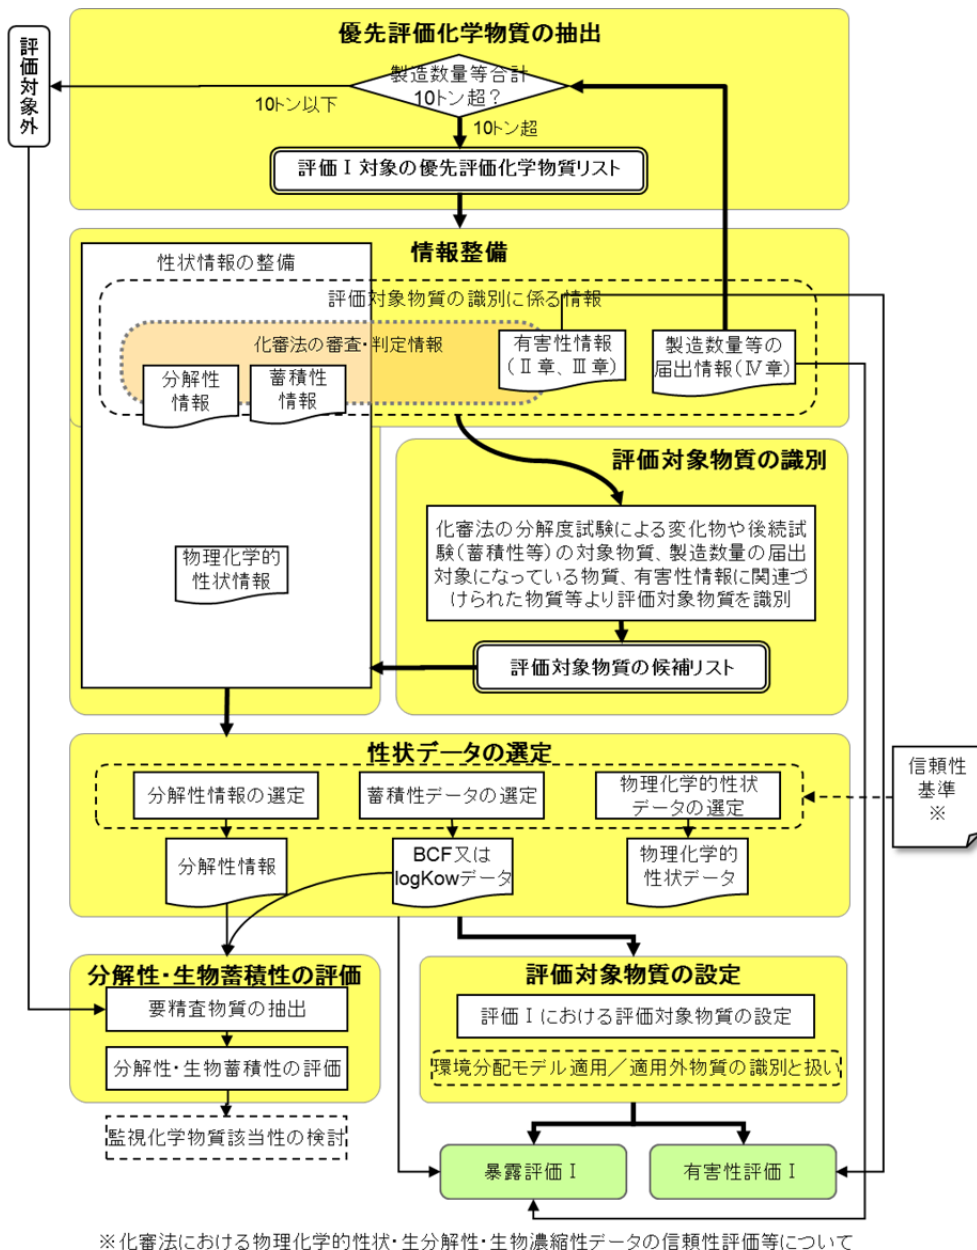 優先評価化学物質の抽出
評価対象外
製造数量等合計
10トン超？
10トン以下
10トン超
評価Ⅰ対象の優先評価化学物質リスト
情報整備
性状情報の整備
評価対象物質の識別に係る情報
化審法の審査・判定情報
有害性情報
（Ⅱ章、Ⅲ章）
製造数量等の
届出情報（Ⅳ章）
分解性
情報
蓄積性
情報
物理化学的
性状情報
評価対象物質の識別
化審法の分解度試験による変化物や後続試
験（蓄積性等）の対象物質、製造数量の届出
対象になっている物質、有害性情報に関連づ
けられた物質等より評価対象物質を識別
評価対象物質の候補リスト
性状データの選定
分解性情報の選定
蓄積性データの選定
物理化学的性状
データの選定
信頼性
基準
※
分解性情報
BCF又は
logKowデータ
物理化学的
性状データ
分解性・生物蓄積性の評価
要精査物質の抽出
分解性・生物蓄積性の評価
監視化学物質該当性の検討
評価対象物質の設定
評価Ⅰにおける評価対象物質の設定
環境分配モデル適用／適用外物質の識別と扱い
暴露評価Ⅰ
有害性評価Ⅰ
※化審法における物理化学的性状・生分解性・生物濃縮性データの信頼性評価等について